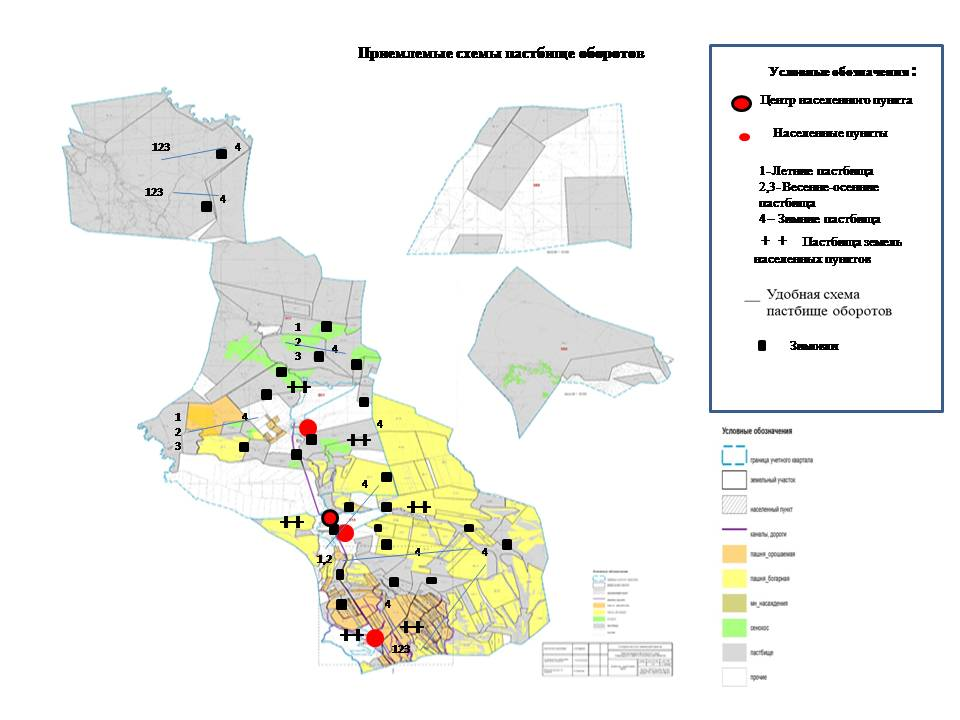 Приемлемые схемы пастбище оборотов
Условные обозначения :
Центр населенного пункта
Населенные пункты
1-Летние пастбища
2,3-Весенне-осенние
пастбища
4 – Зимние пастбища
++ Пастбища земель
населенных пунктов
__ Удобная схема
пастбище оборотов
Зимовки
123 4
123 4
1
2 4
3
++
1 4
2
3
4
++
4
++
++
1,2 4 4
4
++
++
123
Условные обозначения
граница учетного квартала
земельный участок
населенный пункт
каналы, дороги
пашня_орошаемая
пашня_богарная
мн_насаждения
сенокос
пастбище
прочие